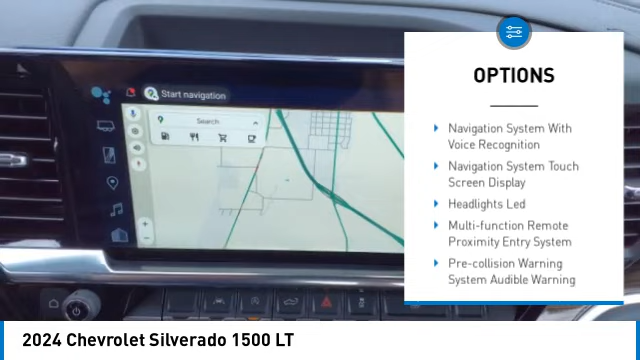 Start navigation
Search
OPTIONS
Navigation System With
Voice Recognition
Navigation System Touch
Screen Display
Headlights Led
Multi-function Remote
Proximity Entry System
Pre-collision Warning
System Audible Warning
2024 Chevrolet Silverado 1500 LT